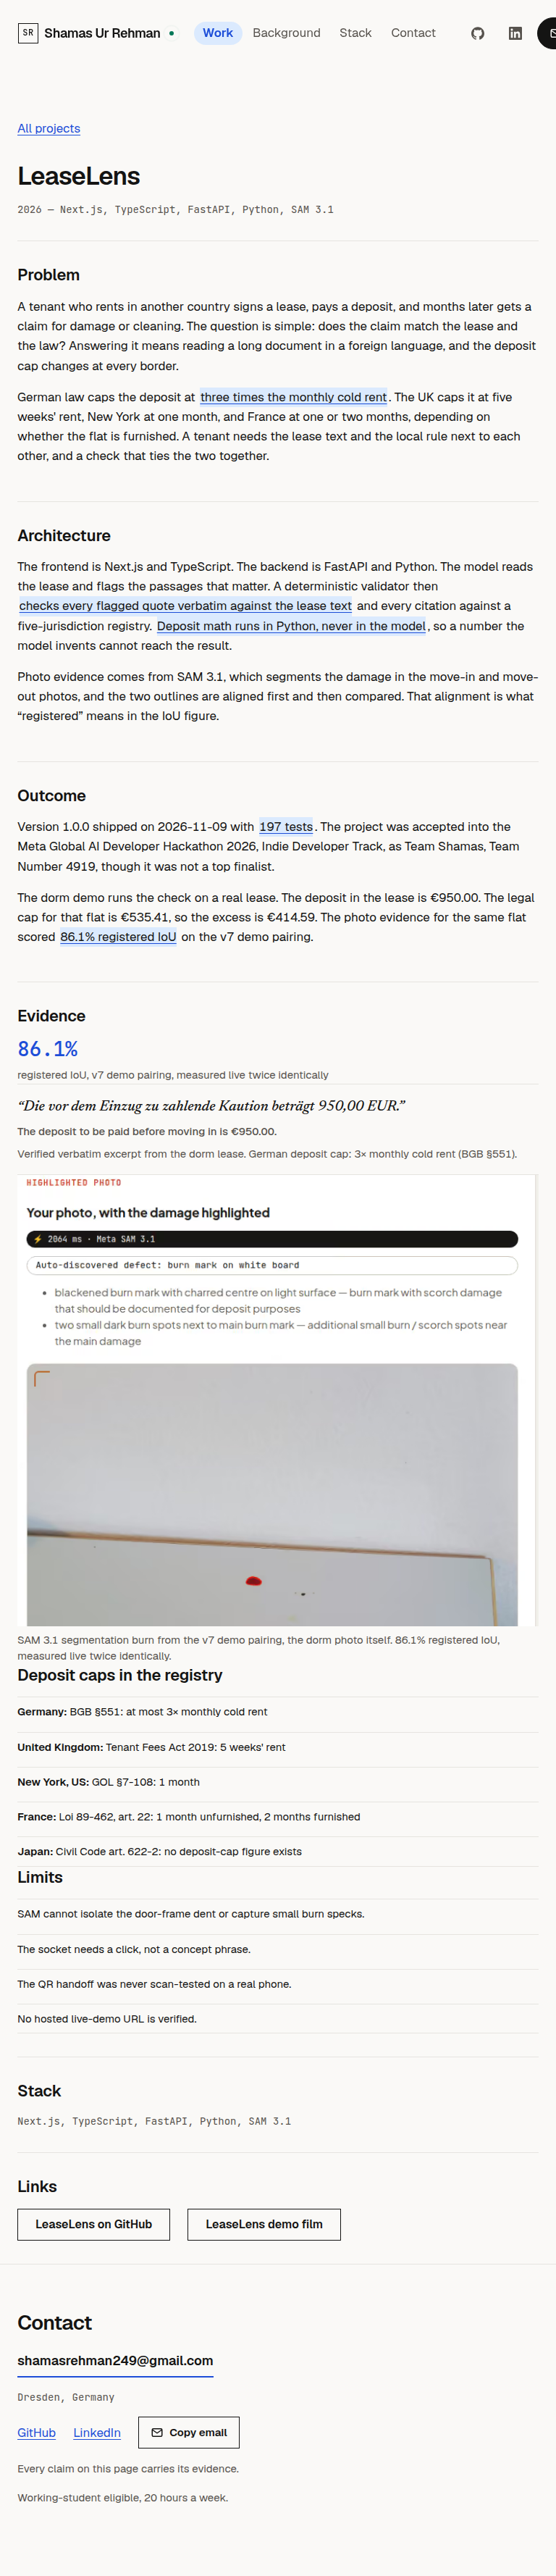 SR Shamas Ur Rehman Work Background Stack Contact
All projects
LeaseLens
2026 — Next.js, TypeScript, FastAPI, Python, SAM 3.1
Problem
A tenant who rents in another country signs a lease, pays a deposit, and months later gets a
claim for damage or cleaning. The question is simple: does the claim match the lease and
the law? Answering it means reading a long document in a foreign language, and the deposit
cap changes at every border.
German law caps the deposit at three times the monthly cold rent. The UK caps it at five
weeks' rent, New York at one month, and France at one or two months, depending on
whether the flat is furnished. A tenant needs the lease text and the local rule next to each
other, and a check that ties the two together.
Architecture
The frontend is Next.js and TypeScript. The backend is FastAPI and Python. The model reads
the lease and flags the passages that matter. A deterministic validator then
checks every flagged quote verbatim against the lease text and every citation against a
five-jurisdiction registry. Deposit math runs in Python, never in the model, so a number the
model invents cannot reach the result.
Photo evidence comes from SAM 3.1, which segments the damage in the move-in and move-
out photos, and the two outlines are aligned first and then compared. That alignment is what
“registered” means in the IoU figure.
Outcome
Version 1.0.0 shipped on 2026-11-09 with 197 tests. The project was accepted into the
Meta Global AI Developer Hackathon 2026, Indie Developer Track, as Team Shamas, Team
Number 4919, though it was not a top finalist.
The dorm demo runs the check on a real lease. The deposit in the lease is €950.00. The legal
cap for that flat is €535.41, so the excess is €414.59. The photo evidence for the same flat
scored 86.1% registered IoU on the v7 demo pairing.
Evidence
86.1%
registered IoU, v7 demo pairing, measured live twice identically
“Die vor dem Einzug zu zahlende Kaution beträgt 950,00 EUR.”
The deposit to be paid before moving in is €950.00.
Verified verbatim excerpt from the dorm lease. German deposit cap: 3× monthly cold rent (BGB §551).
HIGHLIGHTED PHOTO
Your photo, with the damage highlighted
⚡ 2064 ms · Meta SAM 3.1
Auto-discovered defect: burn mark on white board
• blackened burn mark with charred centre on light surface — burn mark with scorch damage
that should be documented for deposit purposes
• two small dark burn spots next to main burn mark — additional small burn / scorch spots near
the main damage
SAM 3.1 segmentation burn from the v7 demo pairing, the dorm photo itself. 86.1% registered IoU,
measured live twice identically.
Deposit caps in the registry
Germany: BGB §551: at most 3× monthly cold rent
United Kingdom: Tenant Fees Act 2019: 5 weeks' rent
New York, US: GOL §7-108: 1 month
France: Loi 89-462, art. 22: 1 month unfurnished, 2 months furnished
Japan: Civil Code art. 622-2: no deposit-cap figure exists
Limits
SAM cannot isolate the door-frame dent or capture small burn specks.
The socket needs a click, not a concept phrase.
The QR handoff was never scan-tested on a real phone.
No hosted live-demo URL is verified.
Stack
Next.js, TypeScript, FastAPI, Python, SAM 3.1
Links
LeaseLens on GitHub LeaseLens demo film
Contact
shamasrehman249@gmail.com
Dresden, Germany
GitHub LinkedIn Copy email
Every claim on this page carries its evidence.
Working-student eligible, 20 hours a week.